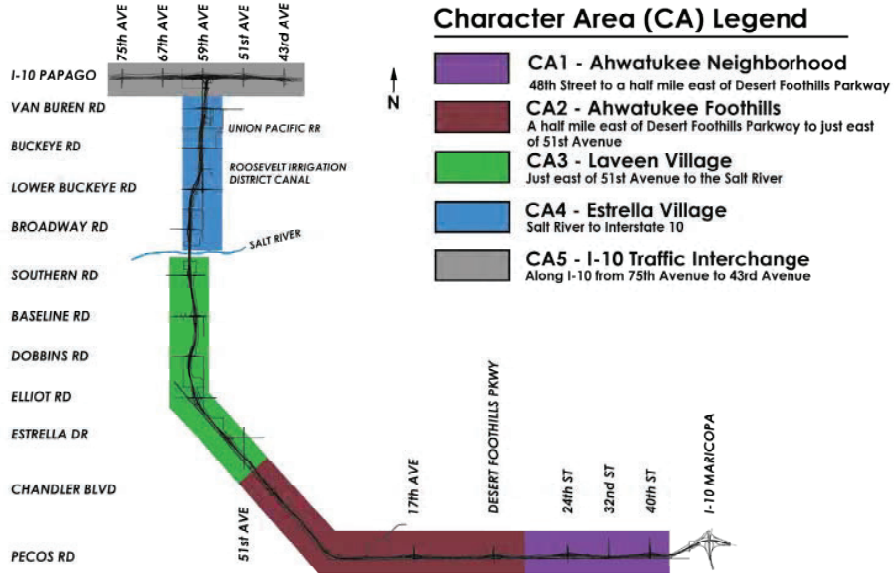 Character Area (CA) Legend
CA1 - Ahwatukee Neighborhood
48th Street to a half mile east of Desert Foothills Parkway
CA2 - Ahwatukee Foothills
A half mile east of Desert Foothills Parkway to just east
of 51st Avenue
CA3 - Laveen Village
Just east of 51st Avenue to the Salt River
CA4 - Estrella Village
Salt River to Interstate 10
CA5 - I-10 Traffic Interchange
Along I-10 from 75th Avenue to 43rd Avenue
75th AVE
67th AVE
59th AVE
51st AVE
43rd AVE
I-10 PAPAGO
N
VAN BUREN RD
UNION PACIFIC RR
BUCKEYE RD
ROOSEVELT IRRIGATION
DISTRICT CANAL
LOWER BUCKEYE RD
BROADWAY RD
SALT RIVER
SOUTHERN RD
BASELINE RD
DOBBINS RD
ELLIOT RD
ESTRELLA DR
CHANDLER BLVD
PECOS RD
51st AVE
17th AVE
DESERT FOOTHILLS PKWY
24th ST
32nd ST
40th ST
I-10 MARICOPA